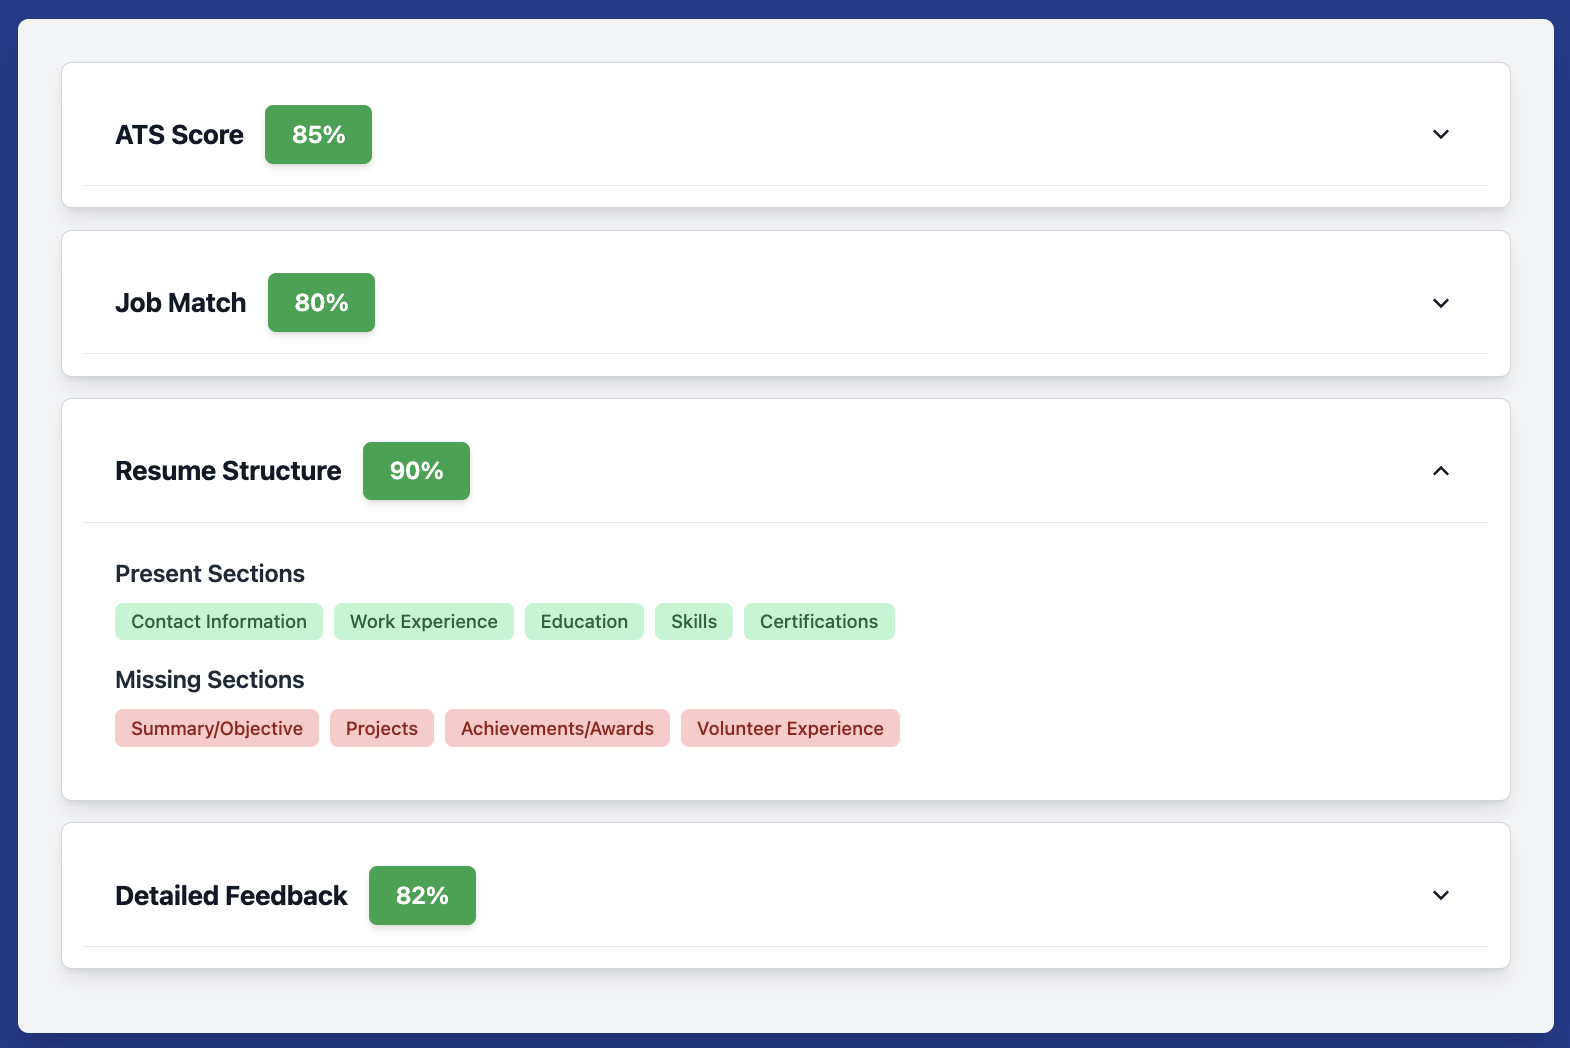 ATS Score 85%
Job Match 80%
Resume Structure 90%
Present Sections
Contact Information Work Experience Education Skills Certifications
Missing Sections
Summary/Objective Projects Achievements/Awards Volunteer Experience
Detailed Feedback 82%